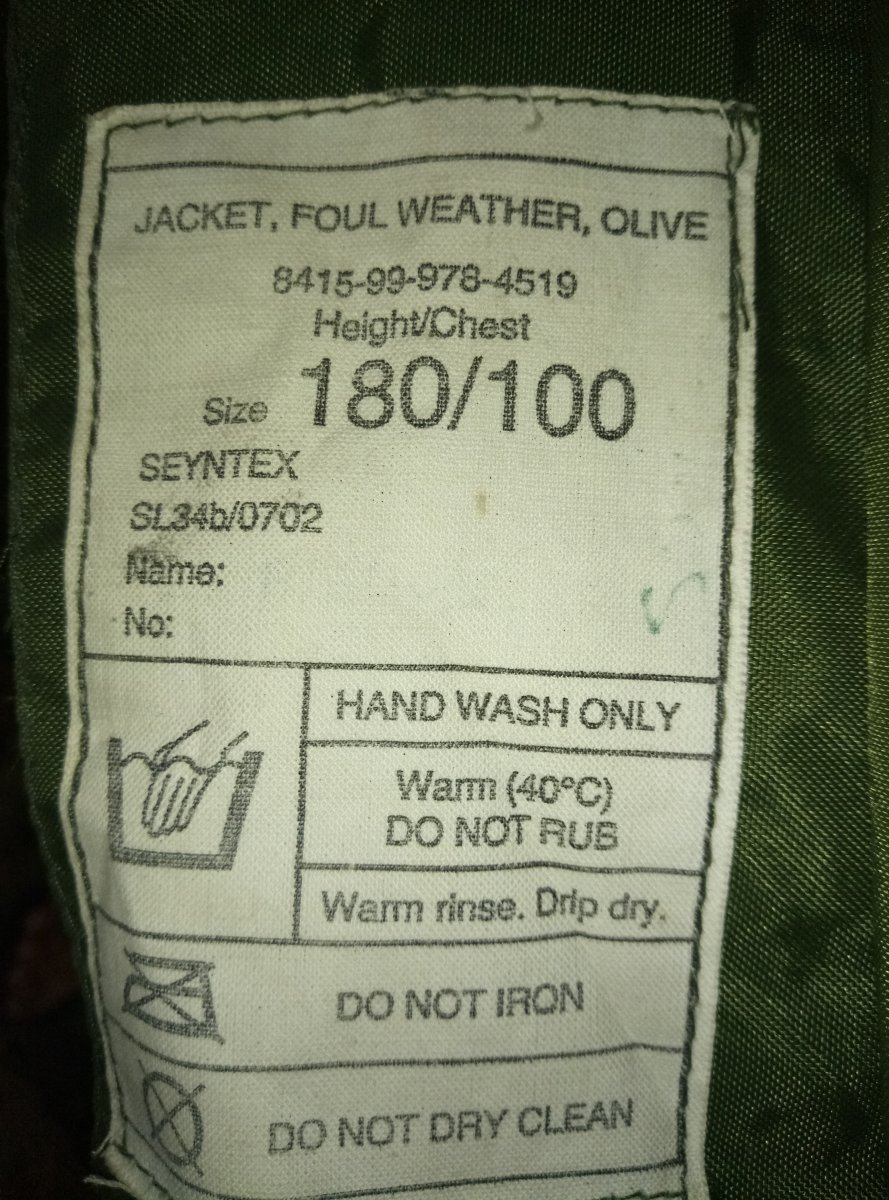 JACKET, FOUL WEATHER, OLIVE
8415-99-978-4519
Height/Chest
Size 180/100
SEYNTEX
SL34b/0702
Name:
No:
HAND WASH ONLY
Warm (40ºC)
DO NOT RUB
Warm rinse. Drip dry.
DO NOT IRON
DO NOT DRY CLEAN